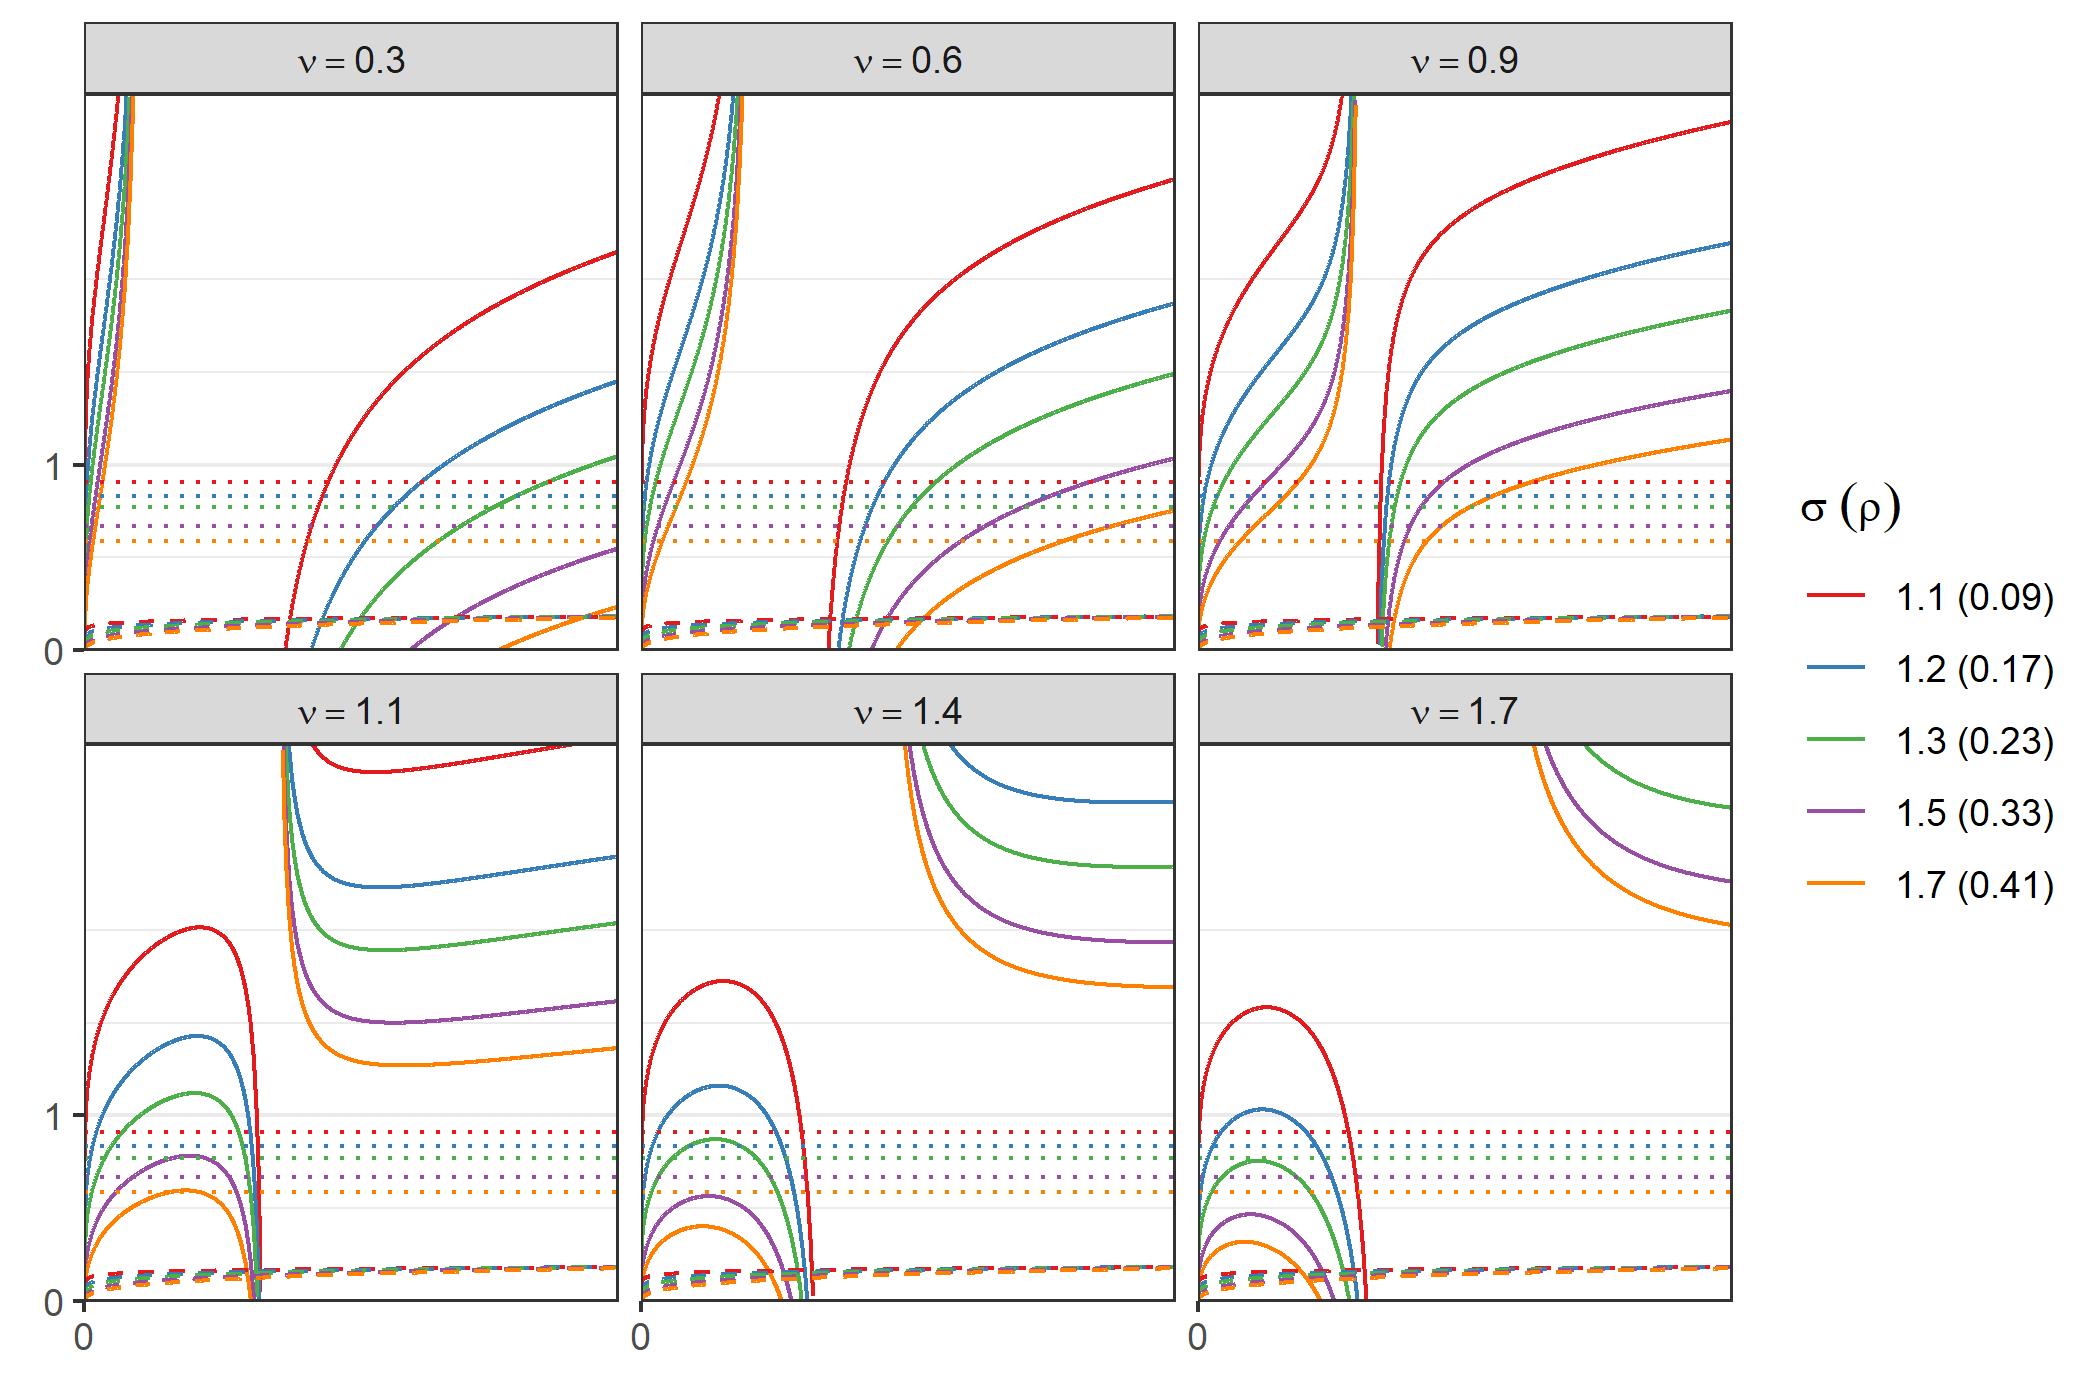 ν = 0.3
ν = 0.6
ν = 0.9
1
0
ν = 1.1
ν = 1.4
ν = 1.7
1
0
0
0
0
σ (ρ)
1.1 (0.09)
1.2 (0.17)
1.3 (0.23)
1.5 (0.33)
1.7 (0.41)